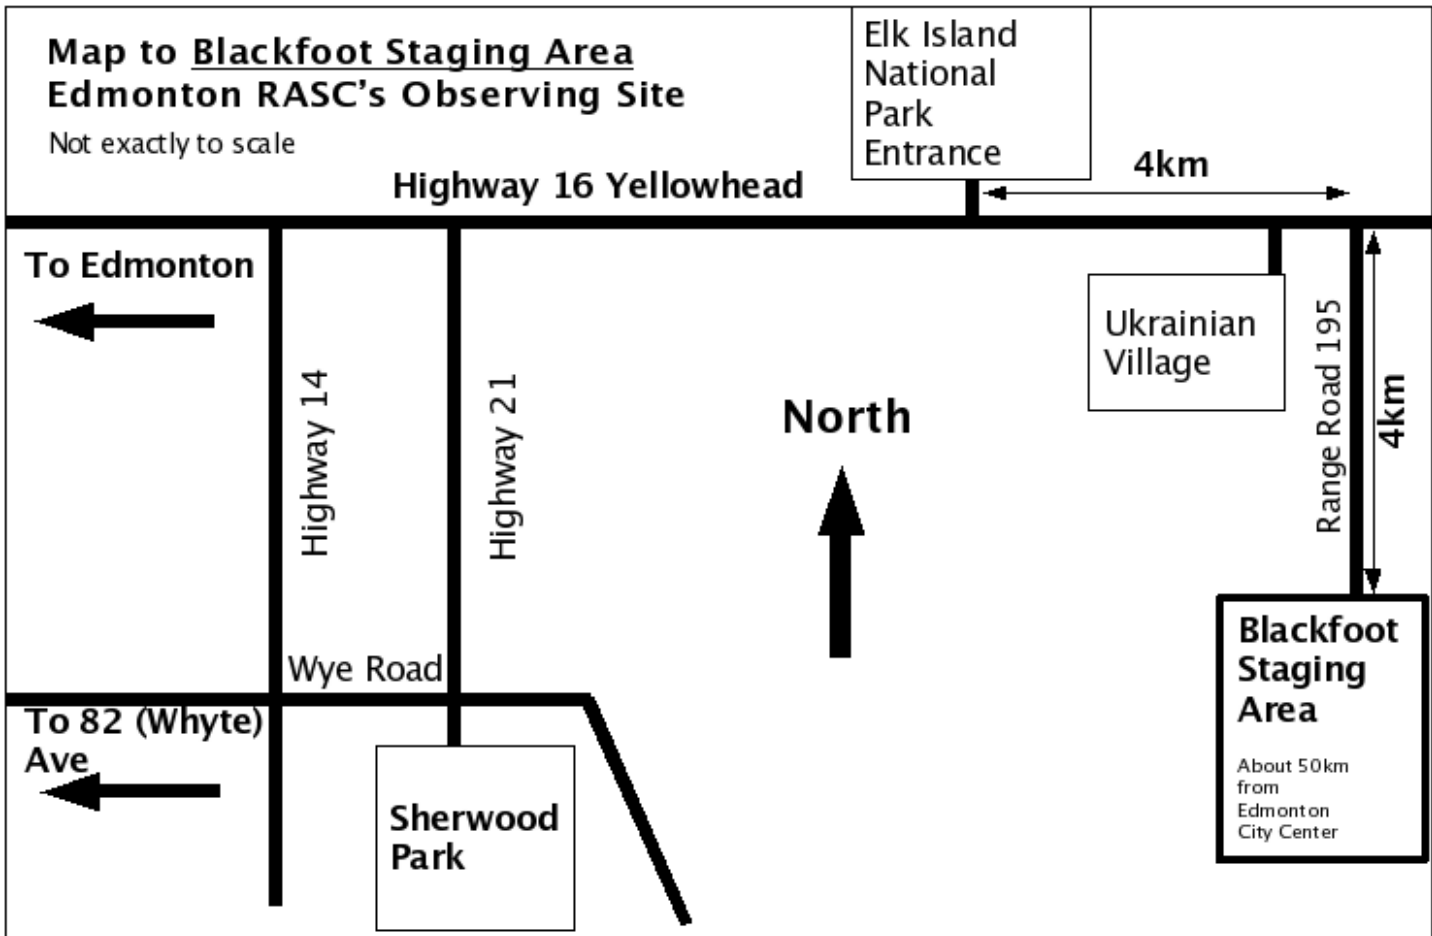 Map to Blackfoot Staging Area
Edmonton RASC's Observing Site
Not exactly to scale
Elk Island
National
Park
Entrance
4km
Highway 16 Yellowhead
To Edmonton
Highway 14
Highway 21
North
Ukrainian
Village
Range Road 195
4km
Wye Road
To 82 (Whyte)
Ave
Sherwood
Park
Blackfoot
Staging
Area
About 50km
from
Edmonton
City Center